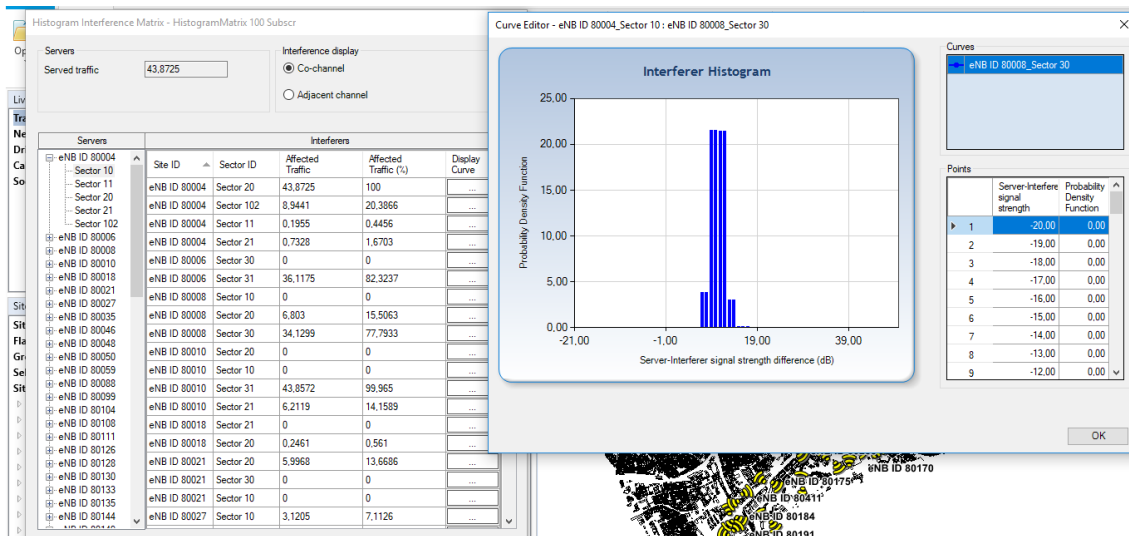 Histogram Interference Matrix - HistogramMatrix 100 Subscr
Servers
Served traffic
43,8725
Interference display
Co-channel
Adjacent channel
Servers
Interferers
eNB ID 80004
Sector 10
Sector 11
Sector 20
Sector 21
Sector 102
eNB ID 80006
eNB ID 80008
eNB ID 80010
eNB ID 80018
eNB ID 80021
eNB ID 80027
eNB ID 80035
eNB ID 80046
eNB ID 80048
eNB ID 80050
eNB ID 80059
eNB ID 80088
eNB ID 80099
eNB ID 80104
eNB ID 80108
eNB ID 80111
eNB ID 80126
eNB ID 80128
eNB ID 80130
eNB ID 80133
eNB ID 80135
eNB ID 80144
Site ID Sector ID Affected Traffic Affected Traffic (%) Display Curve
eNB ID 80004 Sector 20 43,8725 100 ...
eNB ID 80004 Sector 102 8,9441 20,3866 ...
eNB ID 80004 Sector 11 0,1955 0,4456 ...
eNB ID 80004 Sector 21 0,7328 1,6703 ...
eNB ID 80006 Sector 30 0 0 ...
eNB ID 80006 Sector 31 36,1175 82,3237 ...
eNB ID 80008 Sector 10 0 0 ...
eNB ID 80008 Sector 20 6,803 15,5063 ...
eNB ID 80008 Sector 30 34,1299 77,7933 ...
eNB ID 80010 Sector 20 0 0 ...
eNB ID 80010 Sector 10 0 0 ...
eNB ID 80010 Sector 31 43,8572 99,965 ...
eNB ID 80010 Sector 21 6,2119 14,1589 ...
eNB ID 80018 Sector 21 0 0 ...
eNB ID 80018 Sector 20 0,2461 0,561 ...
eNB ID 80021 Sector 20 5,9968 13,6686 ...
eNB ID 80021 Sector 30 0 0 ...
eNB ID 80021 Sector 10 0 0 ...
eNB ID 80027 Sector 10 3,1205 7,1126 ...
Curve Editor - eNB ID 80004_Sector 10 : eNB ID 80008_Sector 30
Interferer Histogram
Probability Density Function
25,00
20,00
15,00
10,00
5,00
0,00
-21,00 -1,00 19,00 39,00
Server-Interferer signal strength difference (dB)
Curves
eNB ID 80008_Sector 30
Points
Server-Interfere signal strength Probability Density Function
1 -20,00 0,00
2 -19,00 0,00
3 -18,00 0,00
4 -17,00 0,00
5 -16,00 0,00
6 -15,00 0,00
7 -14,00 0,00
8 -13,00 0,00
9 -12,00 0,00
OK
eNB ID 80170
eNB ID 80175
eNB ID 80411
eNB ID 80184
eNB ID 80191